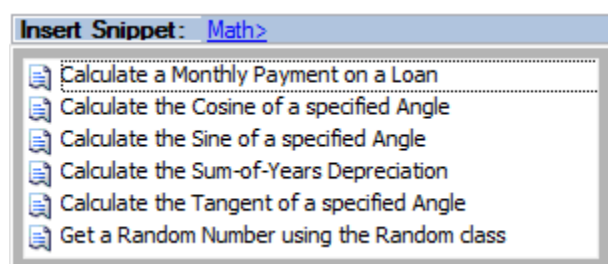 Insert Snippet: Math>
Calculate a Monthly Payment on a Loan
Calculate the Cosine of a specified Angle
Calculate the Sine of a specified Angle
Calculate the Sum-of-Years Depreciation
Calculate the Tangent of a specified Angle
Get a Random Number using the Random class